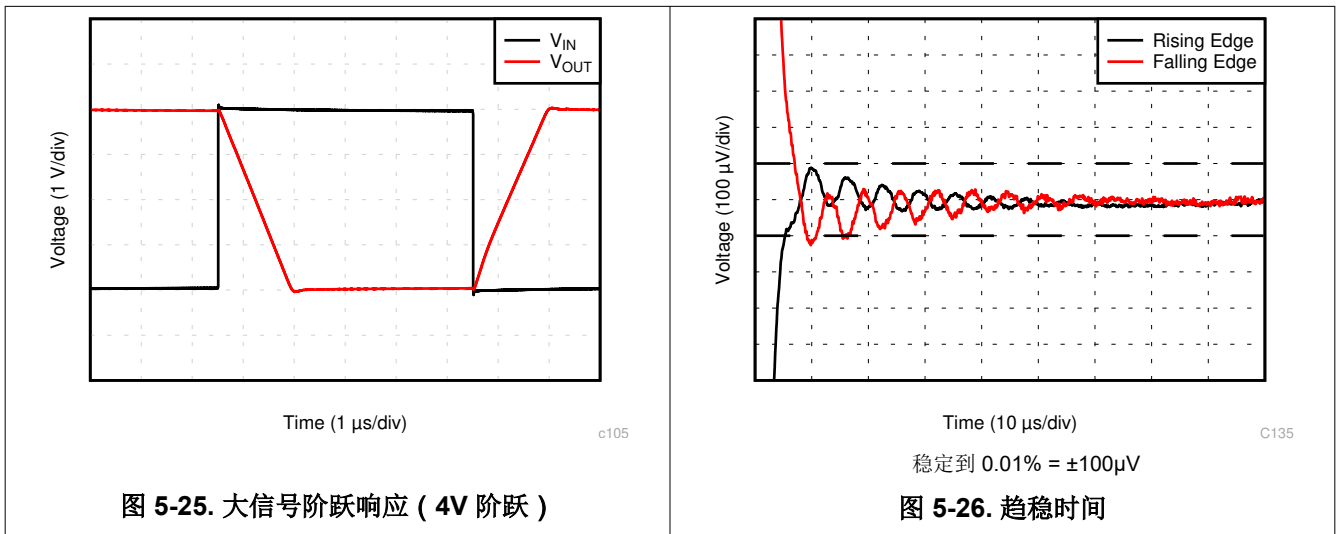 V_IN
V_OUT
Voltage (1 V/div)
Time (1 µs/div)
c105
图 5-25. 大信号阶跃响应（4V 阶跃）
Rising Edge
Falling Edge
Voltage (100 µV/div)
Time (10 µs/div)
C135
稳定到 0.01% = ±100µV
图 5-26. 趋稳时间